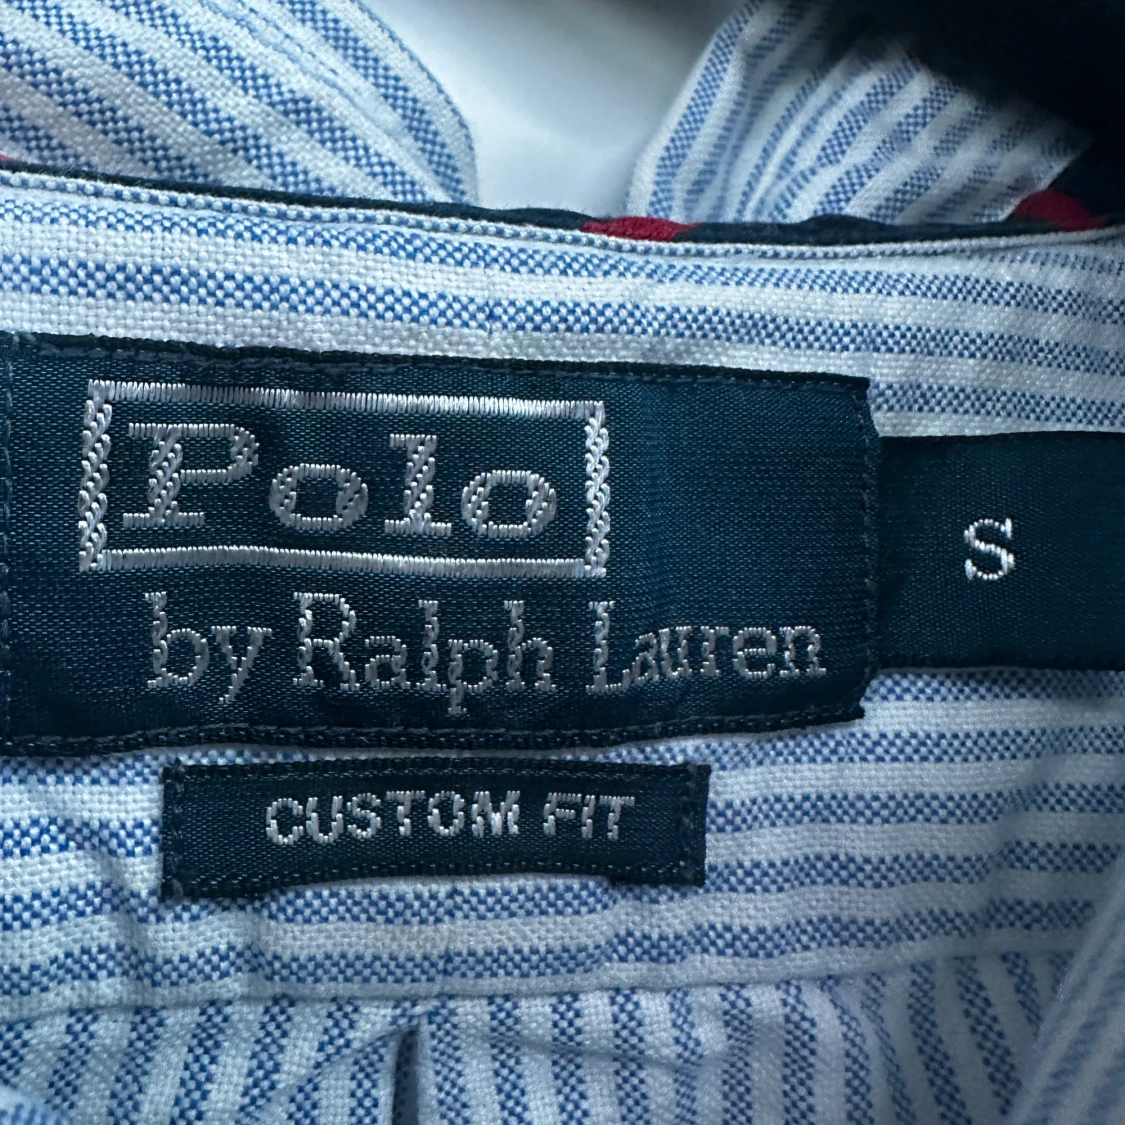 Polo
by Ralph Lauren
S
CUSTOM FIT